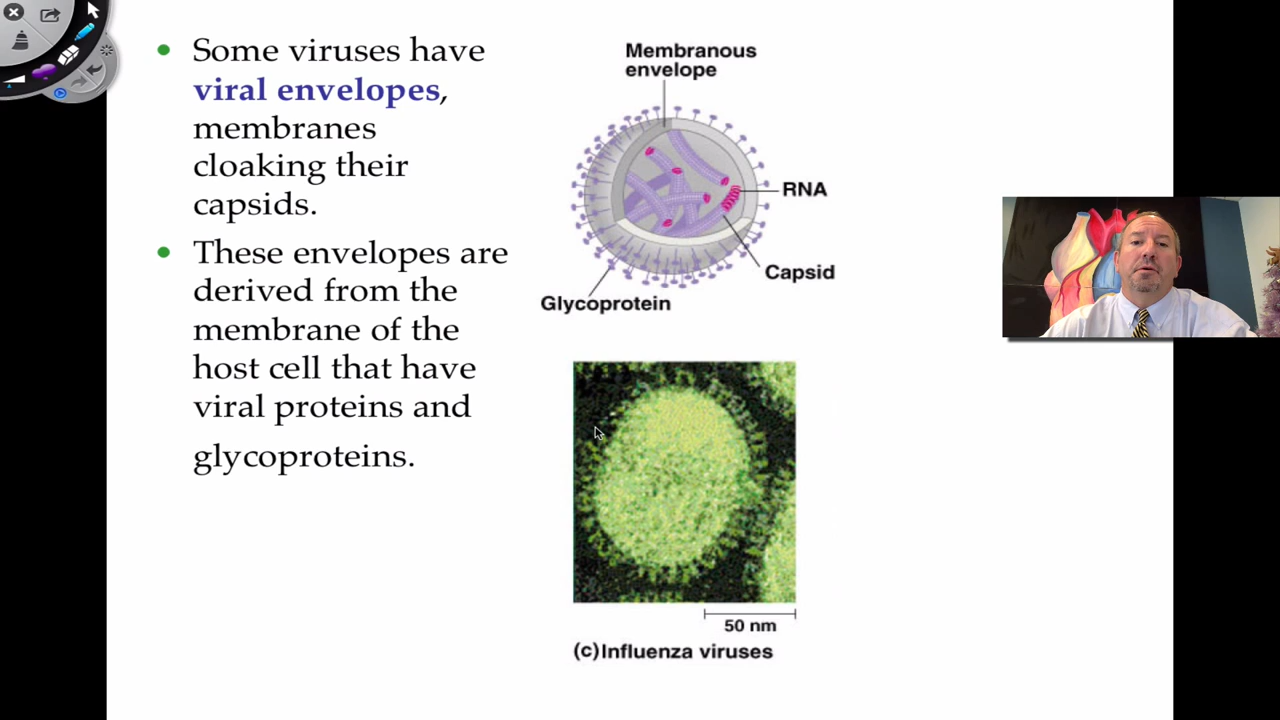 Some viruses have
viral envelopes,
membranes
cloaking their
capsids.
These envelopes are
derived from the
membrane of the
host cell that have
viral proteins and
glycoproteins.
Membranous
envelope
RNA
Capsid
Glycoprotein
50 nm
(c)Influenza viruses